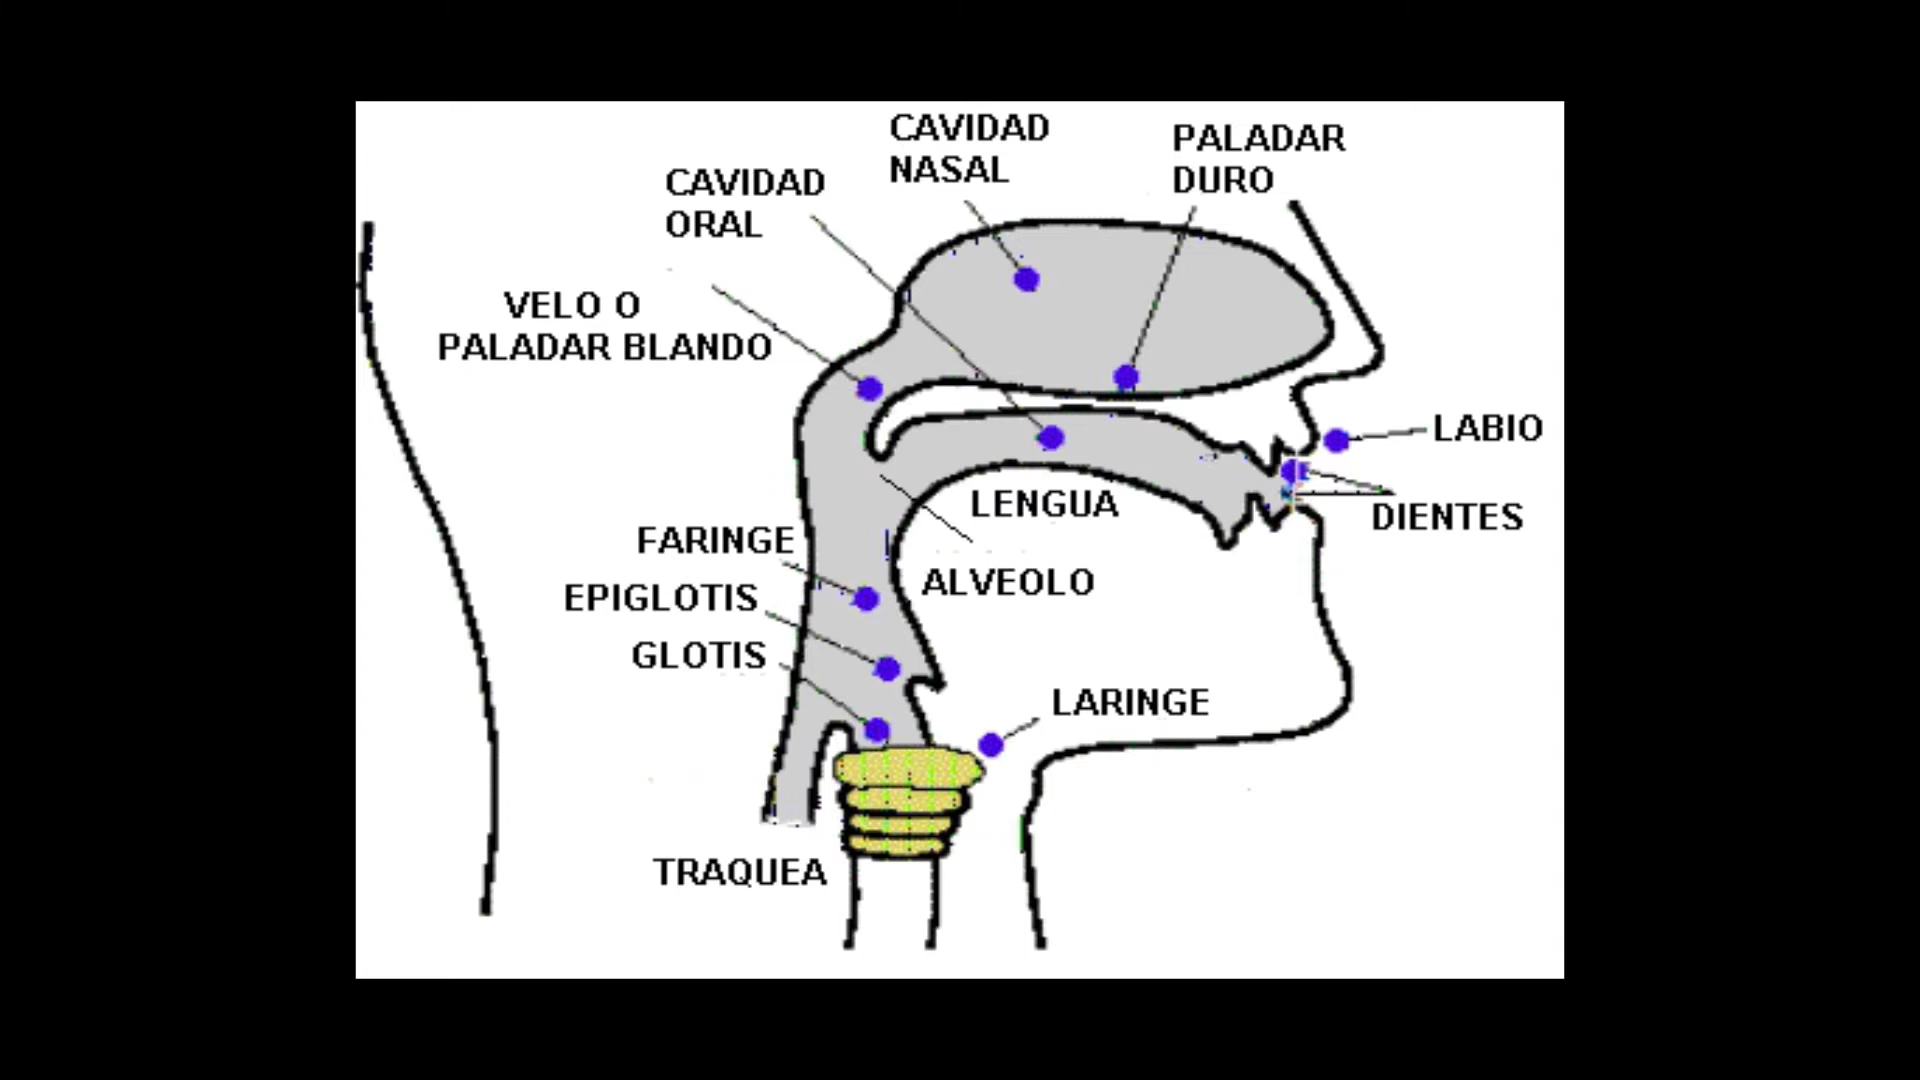 CAVIDAD
NASAL
PALADAR
DURO
CAVIDAD
ORAL
VELO O
PALADAR BLANDO
LABIO
LENGUA
DIENTES
FARINGE
ALVEOLO
EPIGLOTIS
GLOTIS
LARINGE
TRAQUEA